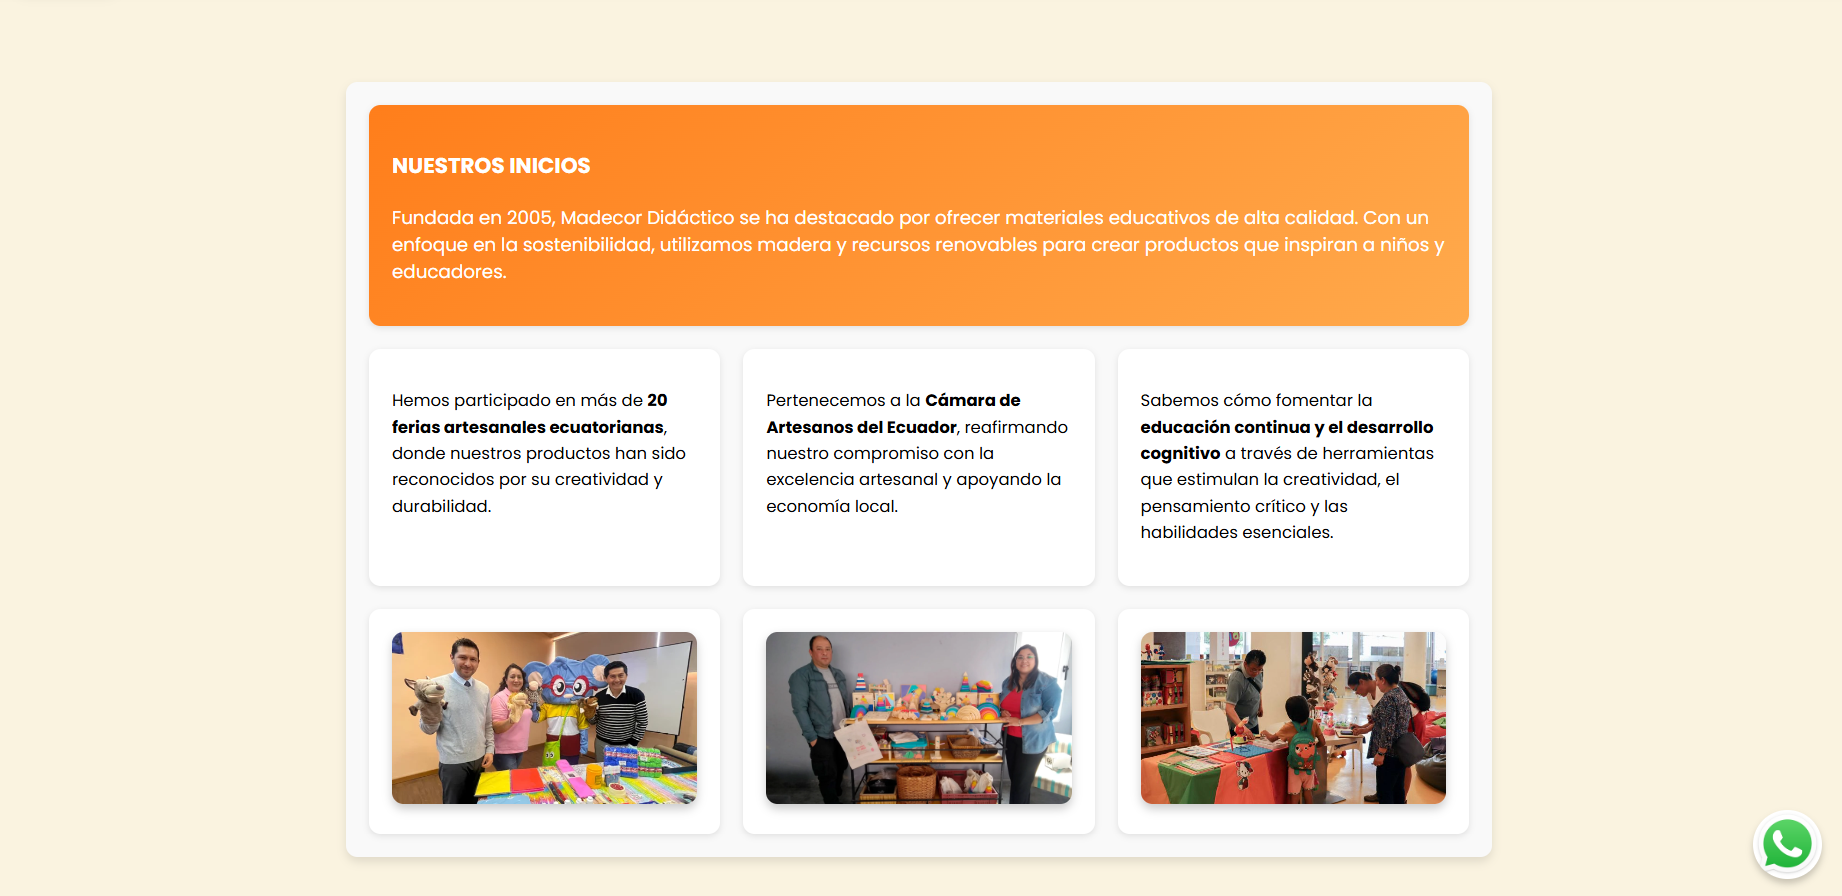 NUESTROS INICIOS
Fundada en 2005, Madecor Didáctico se ha destacado por ofrecer materiales educativos de alta calidad. Con un
enfoque en la sostenibilidad, utilizamos madera y recursos renovables para crear productos que inspiran a niños y
educadores.
Hemos participado en más de 20
ferias artesanales ecuatorianas,
donde nuestros productos han sido
reconocidos por su creatividad y
durabilidad.
Pertenecemos a la Cámara de
Artesanos del Ecuador, reafirmando
nuestro compromiso con la
excelencia artesanal y apoyando la
economía local.
Sabemos cómo fomentar la
educación continua y el desarrollo
cognitivo a través de herramientas
que estimulan la creatividad, el
pensamiento crítico y las
habilidades esenciales.